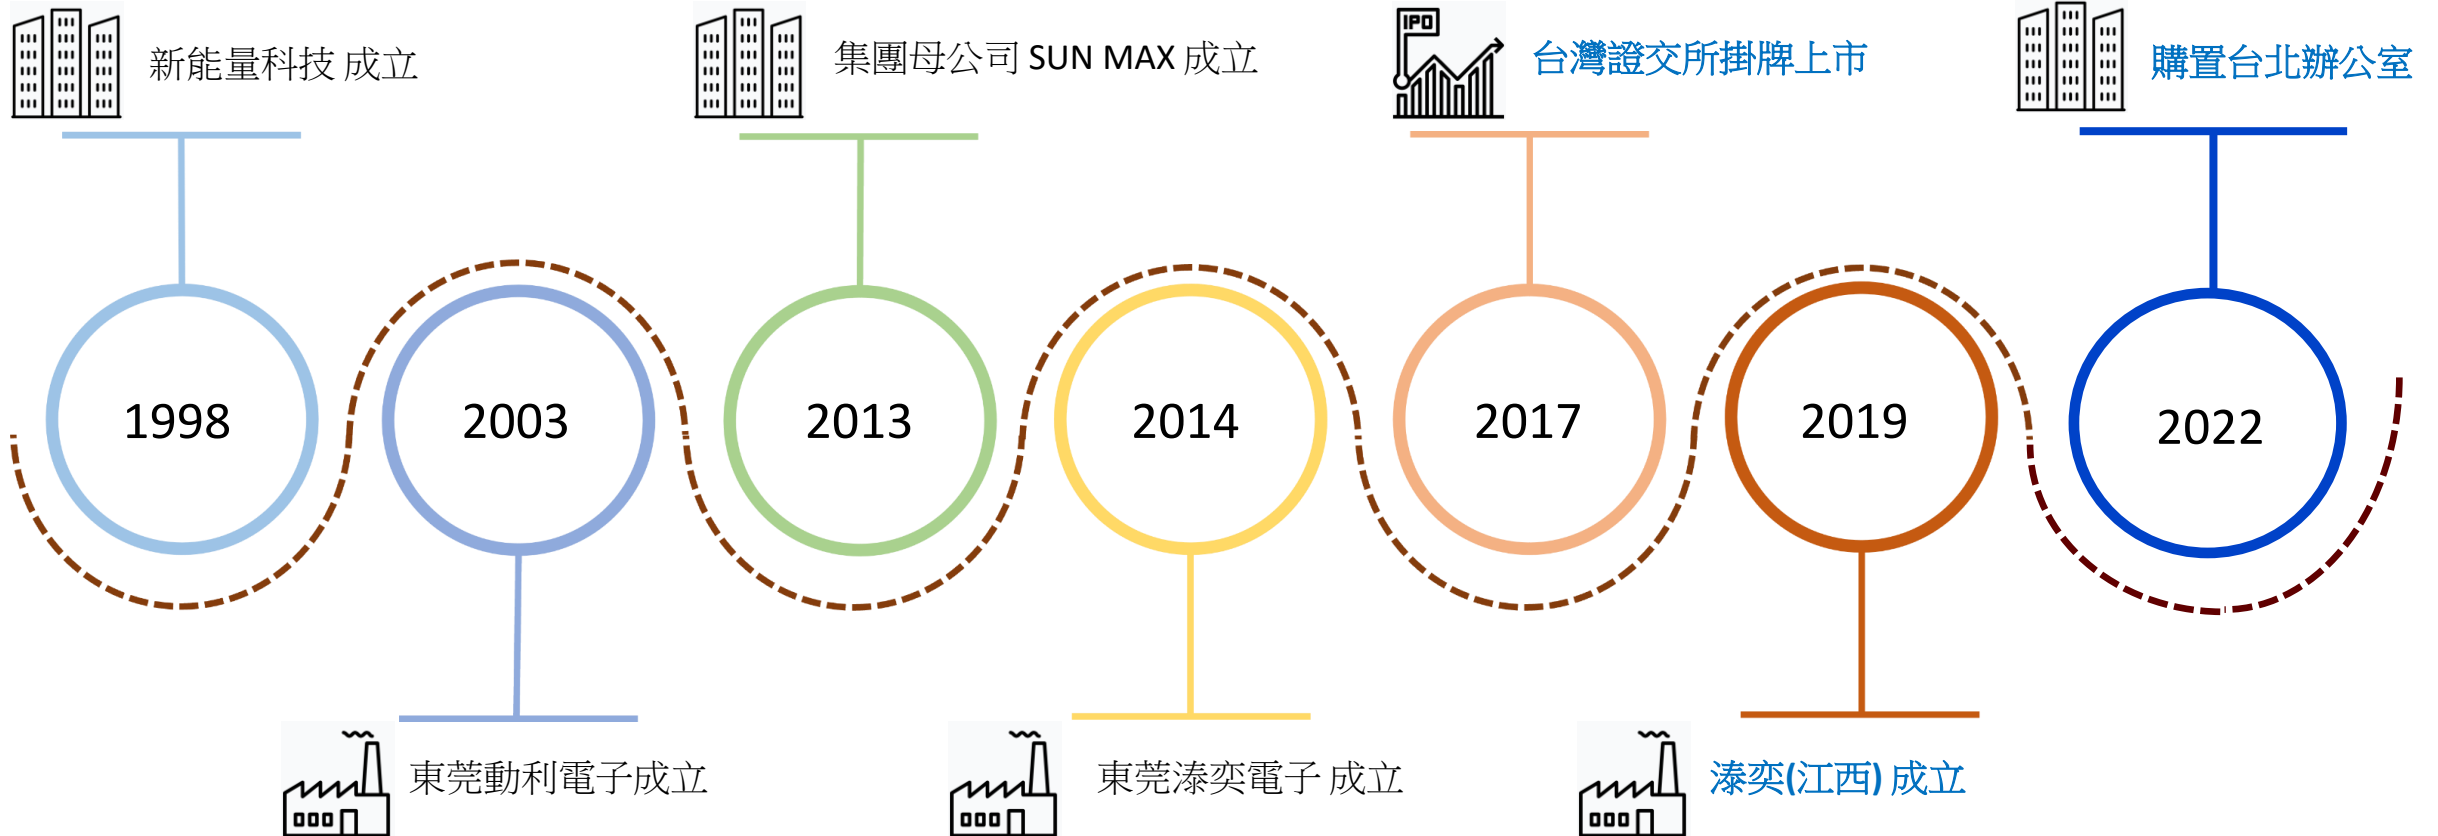 新能量科技 成立
集團母公司 SUN MAX 成立
IPO
台灣證交所掛牌上市
購置台北辦公室
1998
2003
2013
2014
2017
2019
2022
東莞動利電子成立
東莞溙奕電子 成立
溙奕(江西) 成立